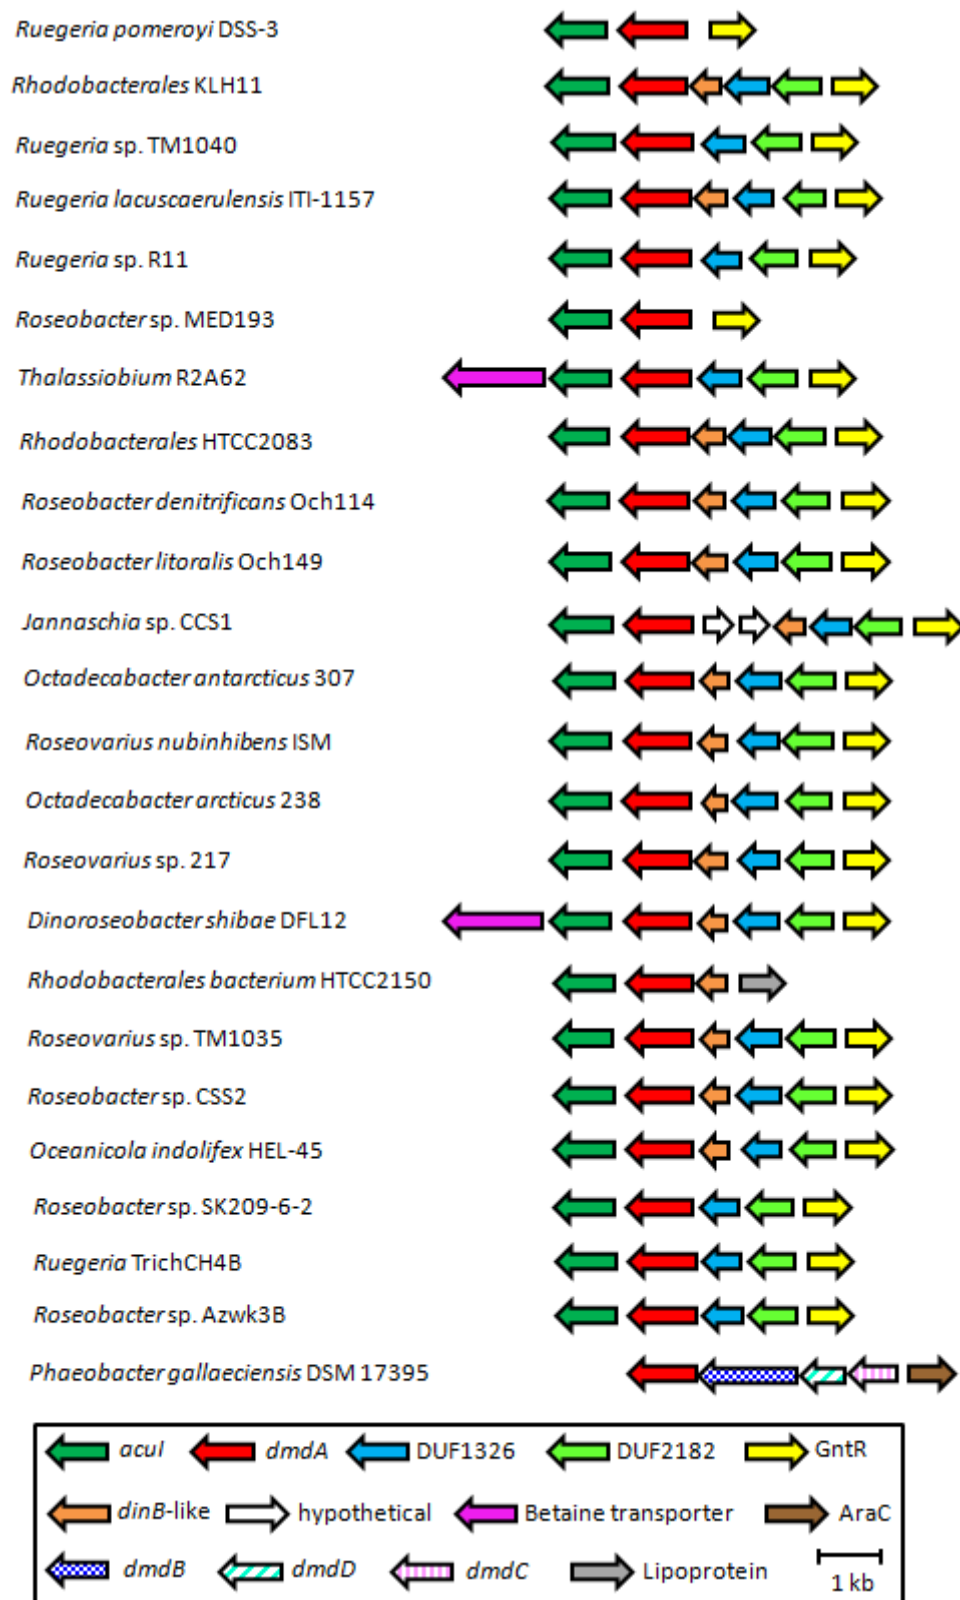 Ruegeria pomeroyi DSS-3
Rhodobacterales KLH11
Ruegeria sp. TM1040
Ruegeria lacuscaerulensis ITI-1157
Ruegeria sp. R11
Roseobacter sp. MED193
Thalassiobium R2A62
Rhodobacterales HTCC2083
Roseobacter denitrificans Och114
Roseobacter litoralis Och149
Jannaschia sp. CCS1
Octadecabacter antarcticus 307
Roseovarius nubinhibens ISM
Octadecabacter arcticus 238
Roseovarius sp. 217
Dinoroseobacter shibae DFL12
Rhodobacterales bacterium HTCC2150
Roseovarius sp. TM1035
Roseobacter sp. CSS2
Oceanicola indolifex HEL-45
Roseobacter sp. SK209-6-2
Ruegeria TrichCH4B
Roseobacter sp. Azwk3B
Phaeobacter gallaeciensis DSM 17395
acuI dmdA DUF1326 DUF2182 GntR
dinB-like hypothetical Betaine transporter AraC
dmdB dmdD dmdC Lipoprotein
1 kb